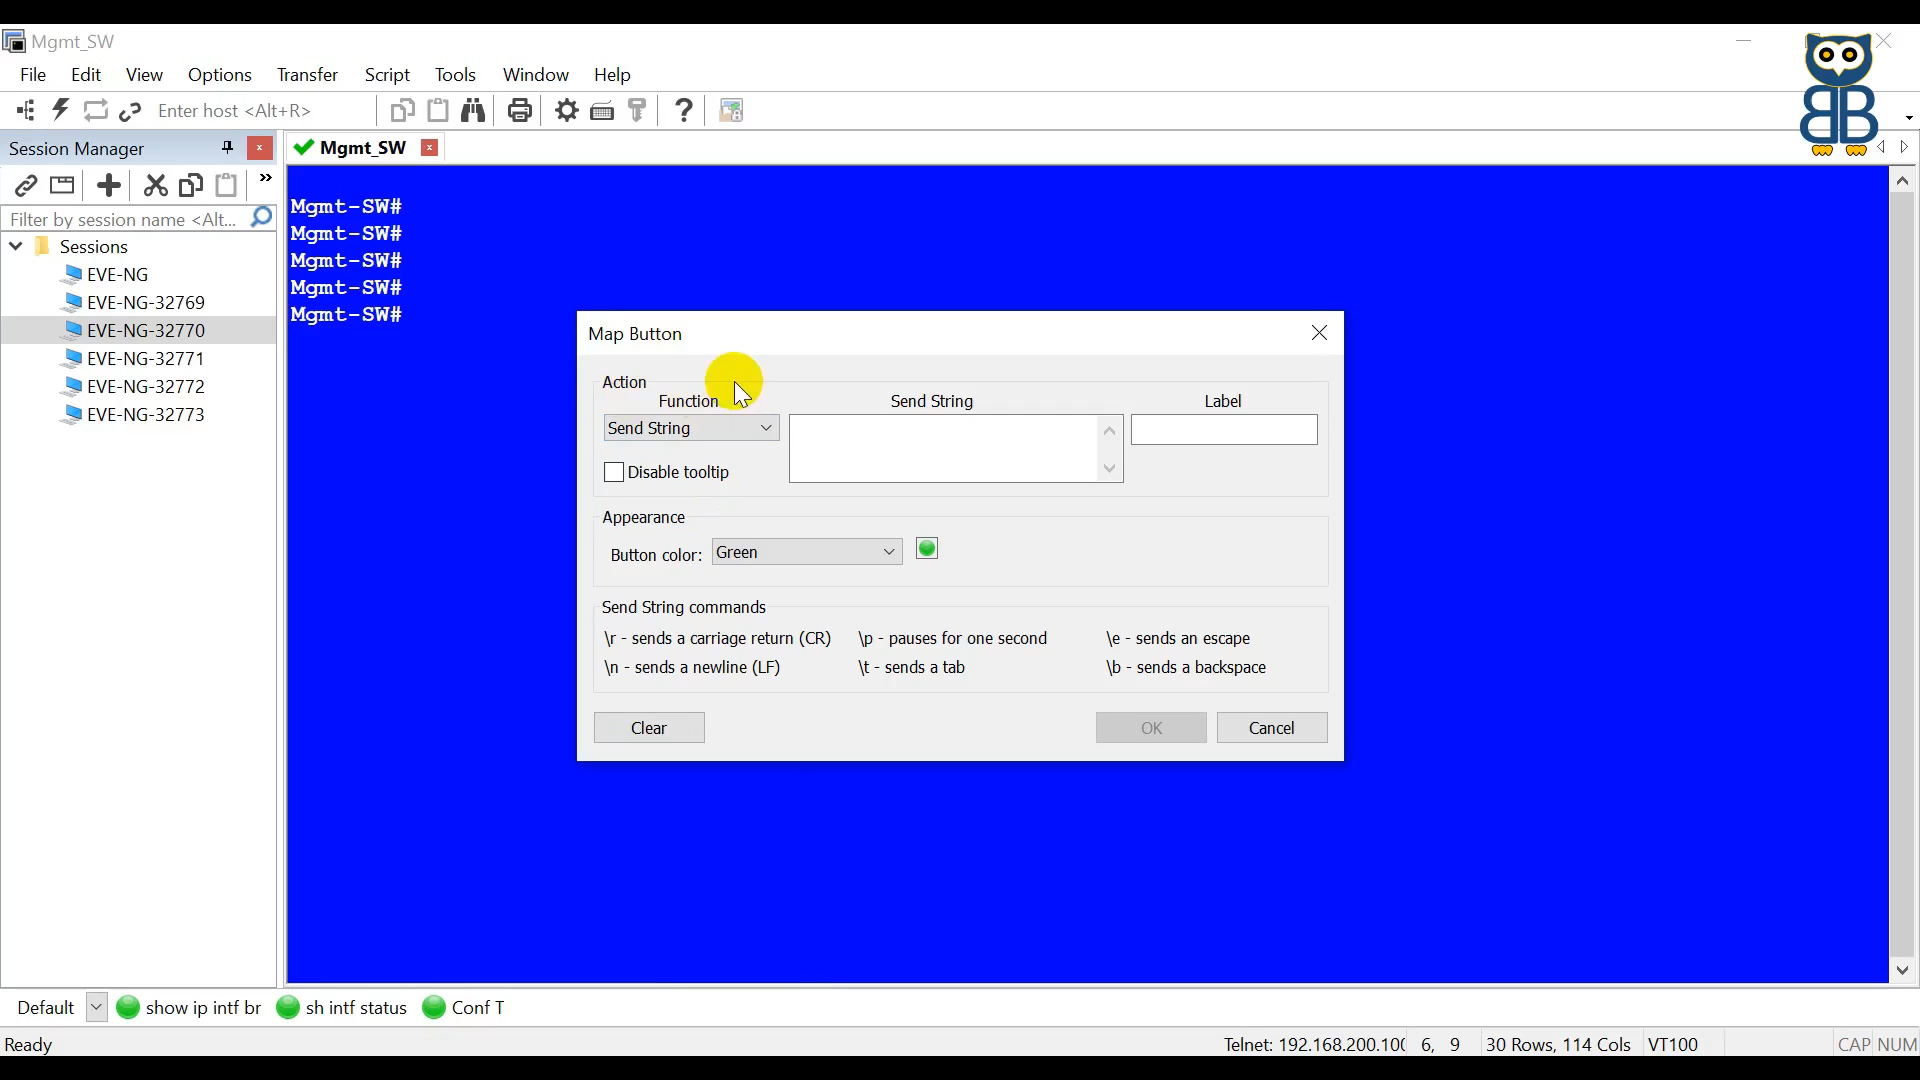 Mgmt_SW
File Edit View Options Transfer Script Tools Window Help
Enter host <Alt+R>
Session Manager
Mgmt_SW
Filter by session name <Alt...
Sessions
EVE-NG
EVE-NG-32769
EVE-NG-32770
EVE-NG-32771
EVE-NG-32772
EVE-NG-32773
Mgmt-SW#
Mgmt-SW#
Mgmt-SW#
Mgmt-SW#
Mgmt-SW#
Map Button
Action
Function Send String Label
Send String
Disable tooltip
Appearance
Button color: Green
Send String commands
\r - sends a carriage return (CR) \p - pauses for one second \e - sends an escape
\n - sends a newline (LF) \t - sends a tab \b - sends a backspace
Clear OK Cancel
BB
Default show ip intf br sh intf status Conf T
Ready Telnet: 192.168.200.100 6, 9 30 Rows, 114 Cols VT100 CAP NUM